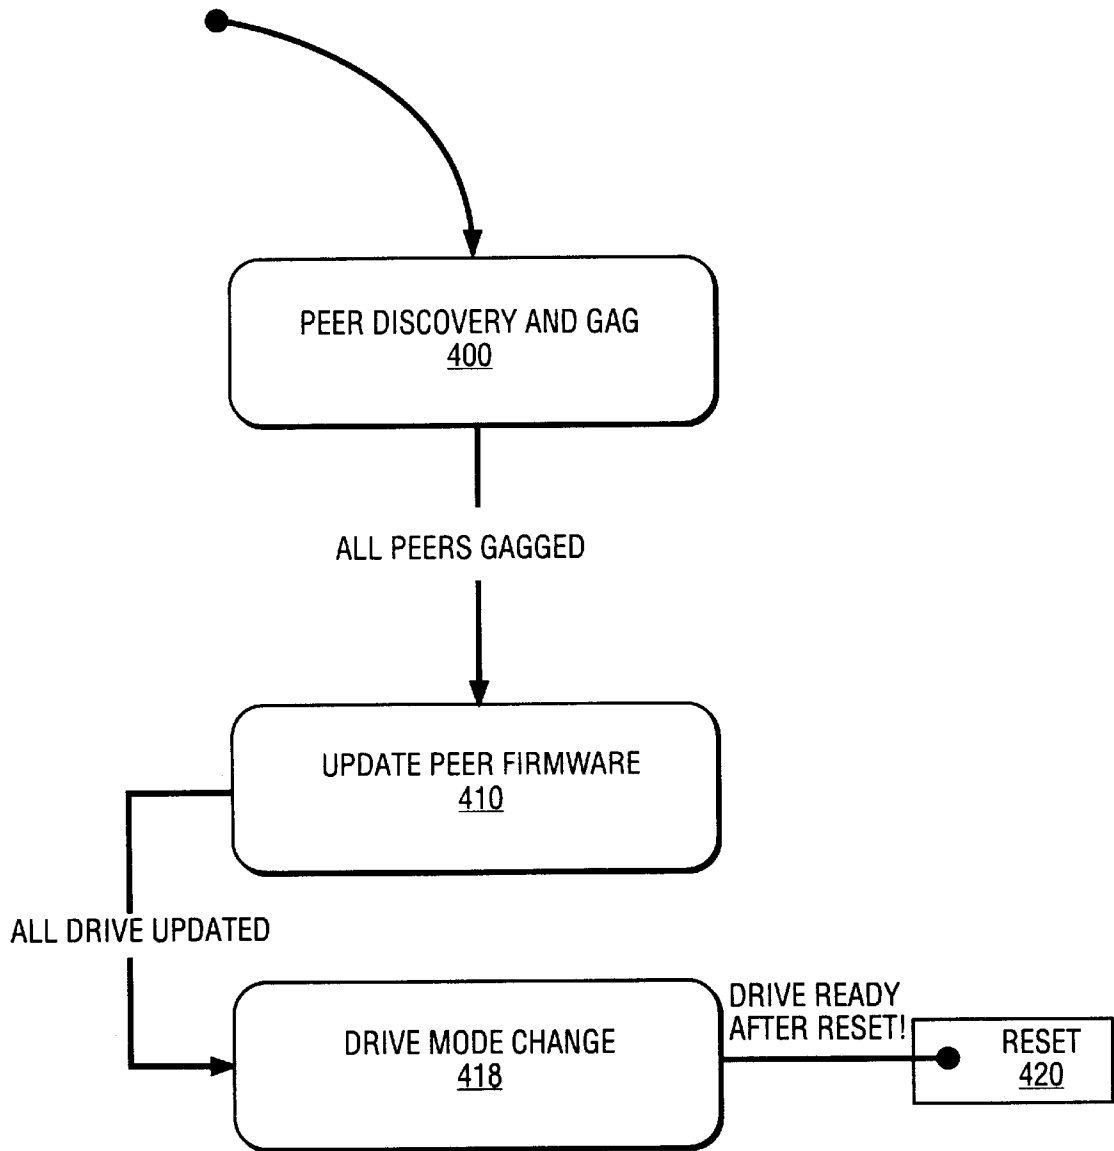 PEER DISCOVERY AND GAG
400
ALL PEERS GAGGED
UPDATE PEER FIRMWARE
410
ALL DRIVE UPDATED
DRIVE MODE CHANGE
418
DRIVE READY
AFTER RESET!
RESET
420